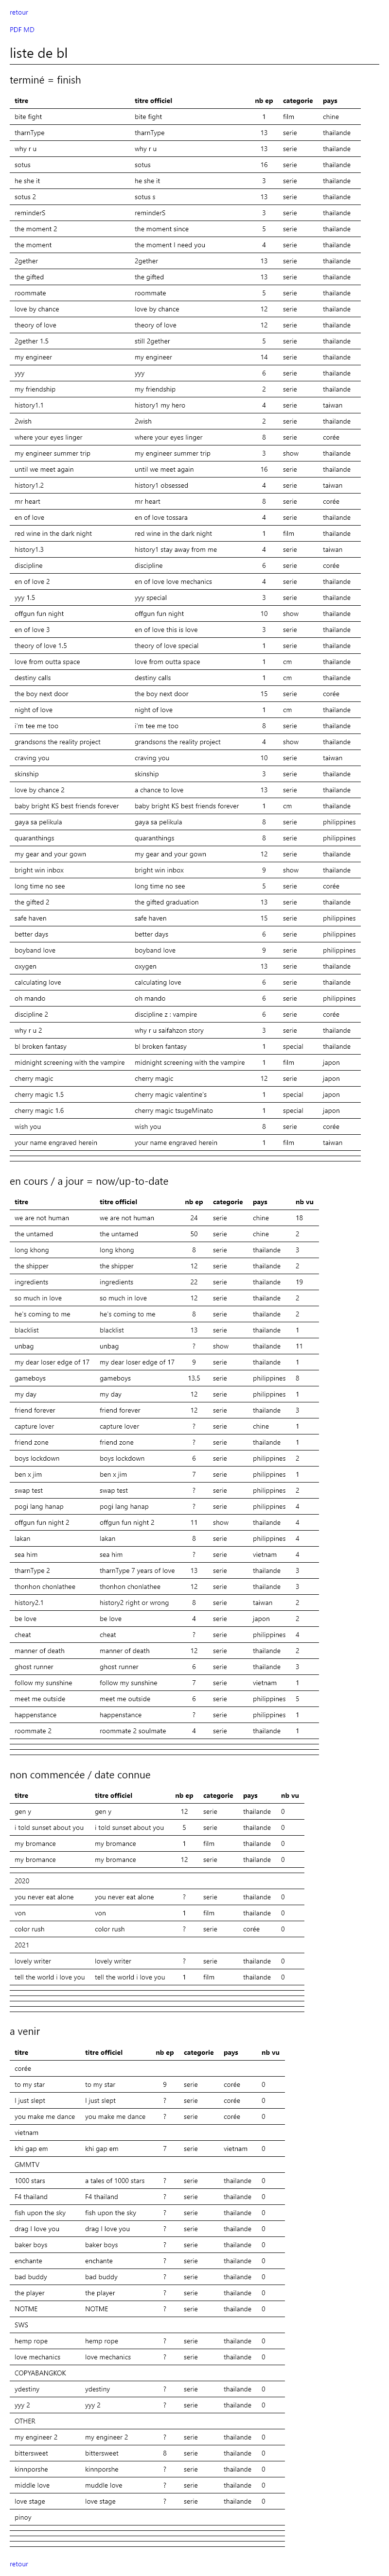 retour
PDF MD
liste de bl
terminé = finish
titre titre officiel nb ep categorie pays
bite fight bite fight 1 film chine
tharnType tharnType 13 serie thailande
why r u why r u 13 serie thailande
sotus sotus 16 serie thailande
he she it he she it 3 serie thailande
sotus 2 sotus s 13 serie thailande
reminderS reminderS 3 serie thailande
the moment 2 the moment since 5 serie thailande
the moment the moment I need you 4 serie thailande
2gether 2gether 13 serie thailande
the gifted the gifted 13 serie thailande
roommate roommate 5 serie thailande
love by chance love by chance 12 serie thailande
theory of love theory of love 12 serie thailande
2gether 1.5 still 2gether 5 serie thailande
my engineer my engineer 14 serie thailande
yyy yyy 6 serie thailande
my friendship my friendship 2 serie thailande
history1.1 history1 my hero 4 serie taiwan
2wish 2wish 2 serie thailande
where your eyes linger where your eyes linger 8 serie corée
my engineer summer trip my engineer summer trip 3 show thailande
until we meet again until we meet again 16 serie thailande
history1.2 history1 obsessed 4 serie taiwan
mr heart mr heart 8 serie corée
en of love en of love tossara 4 serie thailande
red wine in the dark night red wine in the dark night 1 film thailande
history1.3 history1 stay away from me 4 serie taiwan
discipline discipline 6 serie corée
en of love 2 en of love love mechanics 4 serie thailande
yyy 1.5 yyy special 3 serie thailande
offgun fun night offgun fun night 10 show thailande
en of love 3 en of love this is love 3 serie thailande
theory of love 1.5 theory of love special 1 serie thailande
love from outta space love from outta space 1 cm thailande
destiny calls destiny calls 1 cm thailande
the boy next door the boy next door 15 serie corée
night of love night of love 1 cm thailande
i'm tee me too i'm tee me too 8 serie thailande
grandsons the reality project grandsons the reality project 4 show thailande
craving you craving you 10 serie taiwan
skinship skinship 3 serie thailande
love by chance 2 a chance to love 13 serie thailande
baby bright KS best friends forever baby bright KS best friends forever 1 cm thailande
gaya sa pelikula gaya sa pelikula 8 serie philippines
quaranthings quaranthings 8 serie philippines
my gear and your gown my gear and your gown 12 serie thailande
bright win inbox bright win inbox 9 show thailande
long time no see long time no see 5 serie corée
the gifted 2 the gifted graduation 13 serie thailande
safe haven safe haven 15 serie philippines
better days better days 6 serie philippines
boyband love boyband love 9 serie philippines
oxygen oxygen 13 serie thailande
calculating love calculating love 6 serie thailande
oh mando oh mando 6 serie philippines
discipline 2 discipline z : vampire 6 serie corée
why r u 2 why r u saifahzon story 3 serie thailande
bl broken fantasy bl broken fantasy 1 special thailande
midnight screening with the vampire midnight screening with the vampire 1 film japon
cherry magic cherry magic 12 serie japon
cherry magic 1.5 cherry magic valentine's 1 special japon
cherry magic 1.6 cherry magic tsugeMinato 1 special japon
wish you wish you 8 serie corée
your name engraved herein your name engraved herein 1 film taiwan
en cours / a jour = now/up-to-date
titre titre officiel nb ep categorie pays nb vu
we are not human we are not human 24 serie chine 18
the untamed the untamed 50 serie chine 2
long khong long khong 8 serie thailande 3
the shipper the shipper 12 serie thailande 2
ingredients ingredients 22 serie thailande 19
so much in love so much in love 12 serie thailande 2
he's coming to me he's coming to me 8 serie thailande 2
blacklist blacklist 13 serie thailande 1
unbag unbag ? show thailande 11
my dear loser edge of 17 my dear loser edge of 17 9 serie thailande 1
gameboys gameboys 13,5 serie philippines 8
my day my day 12 serie philippines 1
friend forever friend forever 12 serie thailande 3
capture lover capture lover ? serie chine 1
friend zone friend zone ? serie thailande 1
boys lockdown boys lockdown 6 serie philippines 2
ben x jim ben x jim 7 serie philippines 1
swap test swap test ? serie philippines 2
pogi lang hanap pogi lang hanap ? serie philippines 4
offgun fun night 2 offgun fun night 2 11 show thailande 4
lakan lakan 8 serie philippines 4
sea him sea him ? serie vietnam 4
tharnType 2 tharnType 7 years of love 13 serie thailande 3
thonhon chonlathee thonhon chonlathee 12 serie thailande 3
history2.1 history2 right or wrong 8 serie taiwan 2
be love be love 4 serie japon 2
cheat cheat ? serie philippines 4
manner of death manner of death 12 serie thailande 2
ghost runner ghost runner 6 serie thailande 3
follow my sunshine follow my sunshine 7 serie vietnam 1
meet me outside meet me outside 6 serie philippines 5
happenstance happenstance ? serie philippines 1
roommate 2 roommate 2 soulmate 4 serie thailande 1
non commencée / date connue
titre titre officiel nb ep categorie pays nb vu
gen y gen y 12 serie thailande 0
i told sunset about you i told sunset about you 5 serie thailande 0
my bromance my bromance 1 film thailande 0
my bromance my bromance 12 serie thailande 0
2020
you never eat alone you never eat alone ? serie thailande 0
von von 1 film thailande 0
color rush color rush ? serie corée 0
2021
lovely writer lovely writer ? serie thailande 0
tell the world i love you tell the world i love you 1 film thailande 0
a venir
titre titre officiel nb ep categorie pays nb vu
corée
to my star to my star 9 serie corée 0
I just slept I just slept ? serie corée 0
you make me dance you make me dance ? serie corée 0
vietnam
khi gap em khi gap em 7 serie vietnam 0
GMMTV
1000 stars a tales of 1000 stars ? serie thailande 0
F4 thailand F4 thailand ? serie thailande 0
fish upon the sky fish upon the sky ? serie thailande 0
drag I love you drag I love you ? serie thailande 0
baker boys baker boys ? serie thailande 0
enchante enchante ? serie thailande 0
bad buddy bad buddy ? serie thailande 0
the player the player ? serie thailande 0
NOTME NOTME ? serie thailande 0
SWS
hemp rope hemp rope ? serie thailande 0
love mechanics love mechanics ? serie thailande 0
COPYABANGKOK
ydestiny ydestiny ? serie thailande 0
yyy 2 yyy 2 ? serie thailande 0
OTHER
my engineer 2 my engineer 2 ? serie thailande 0
bittersweet bittersweet 8 serie thailande 0
kinnporshe kinnporshe ? serie thailande 0
middle love muddle love ? serie thailande 0
love stage love stage ? serie thailande 0
pinoy
retour